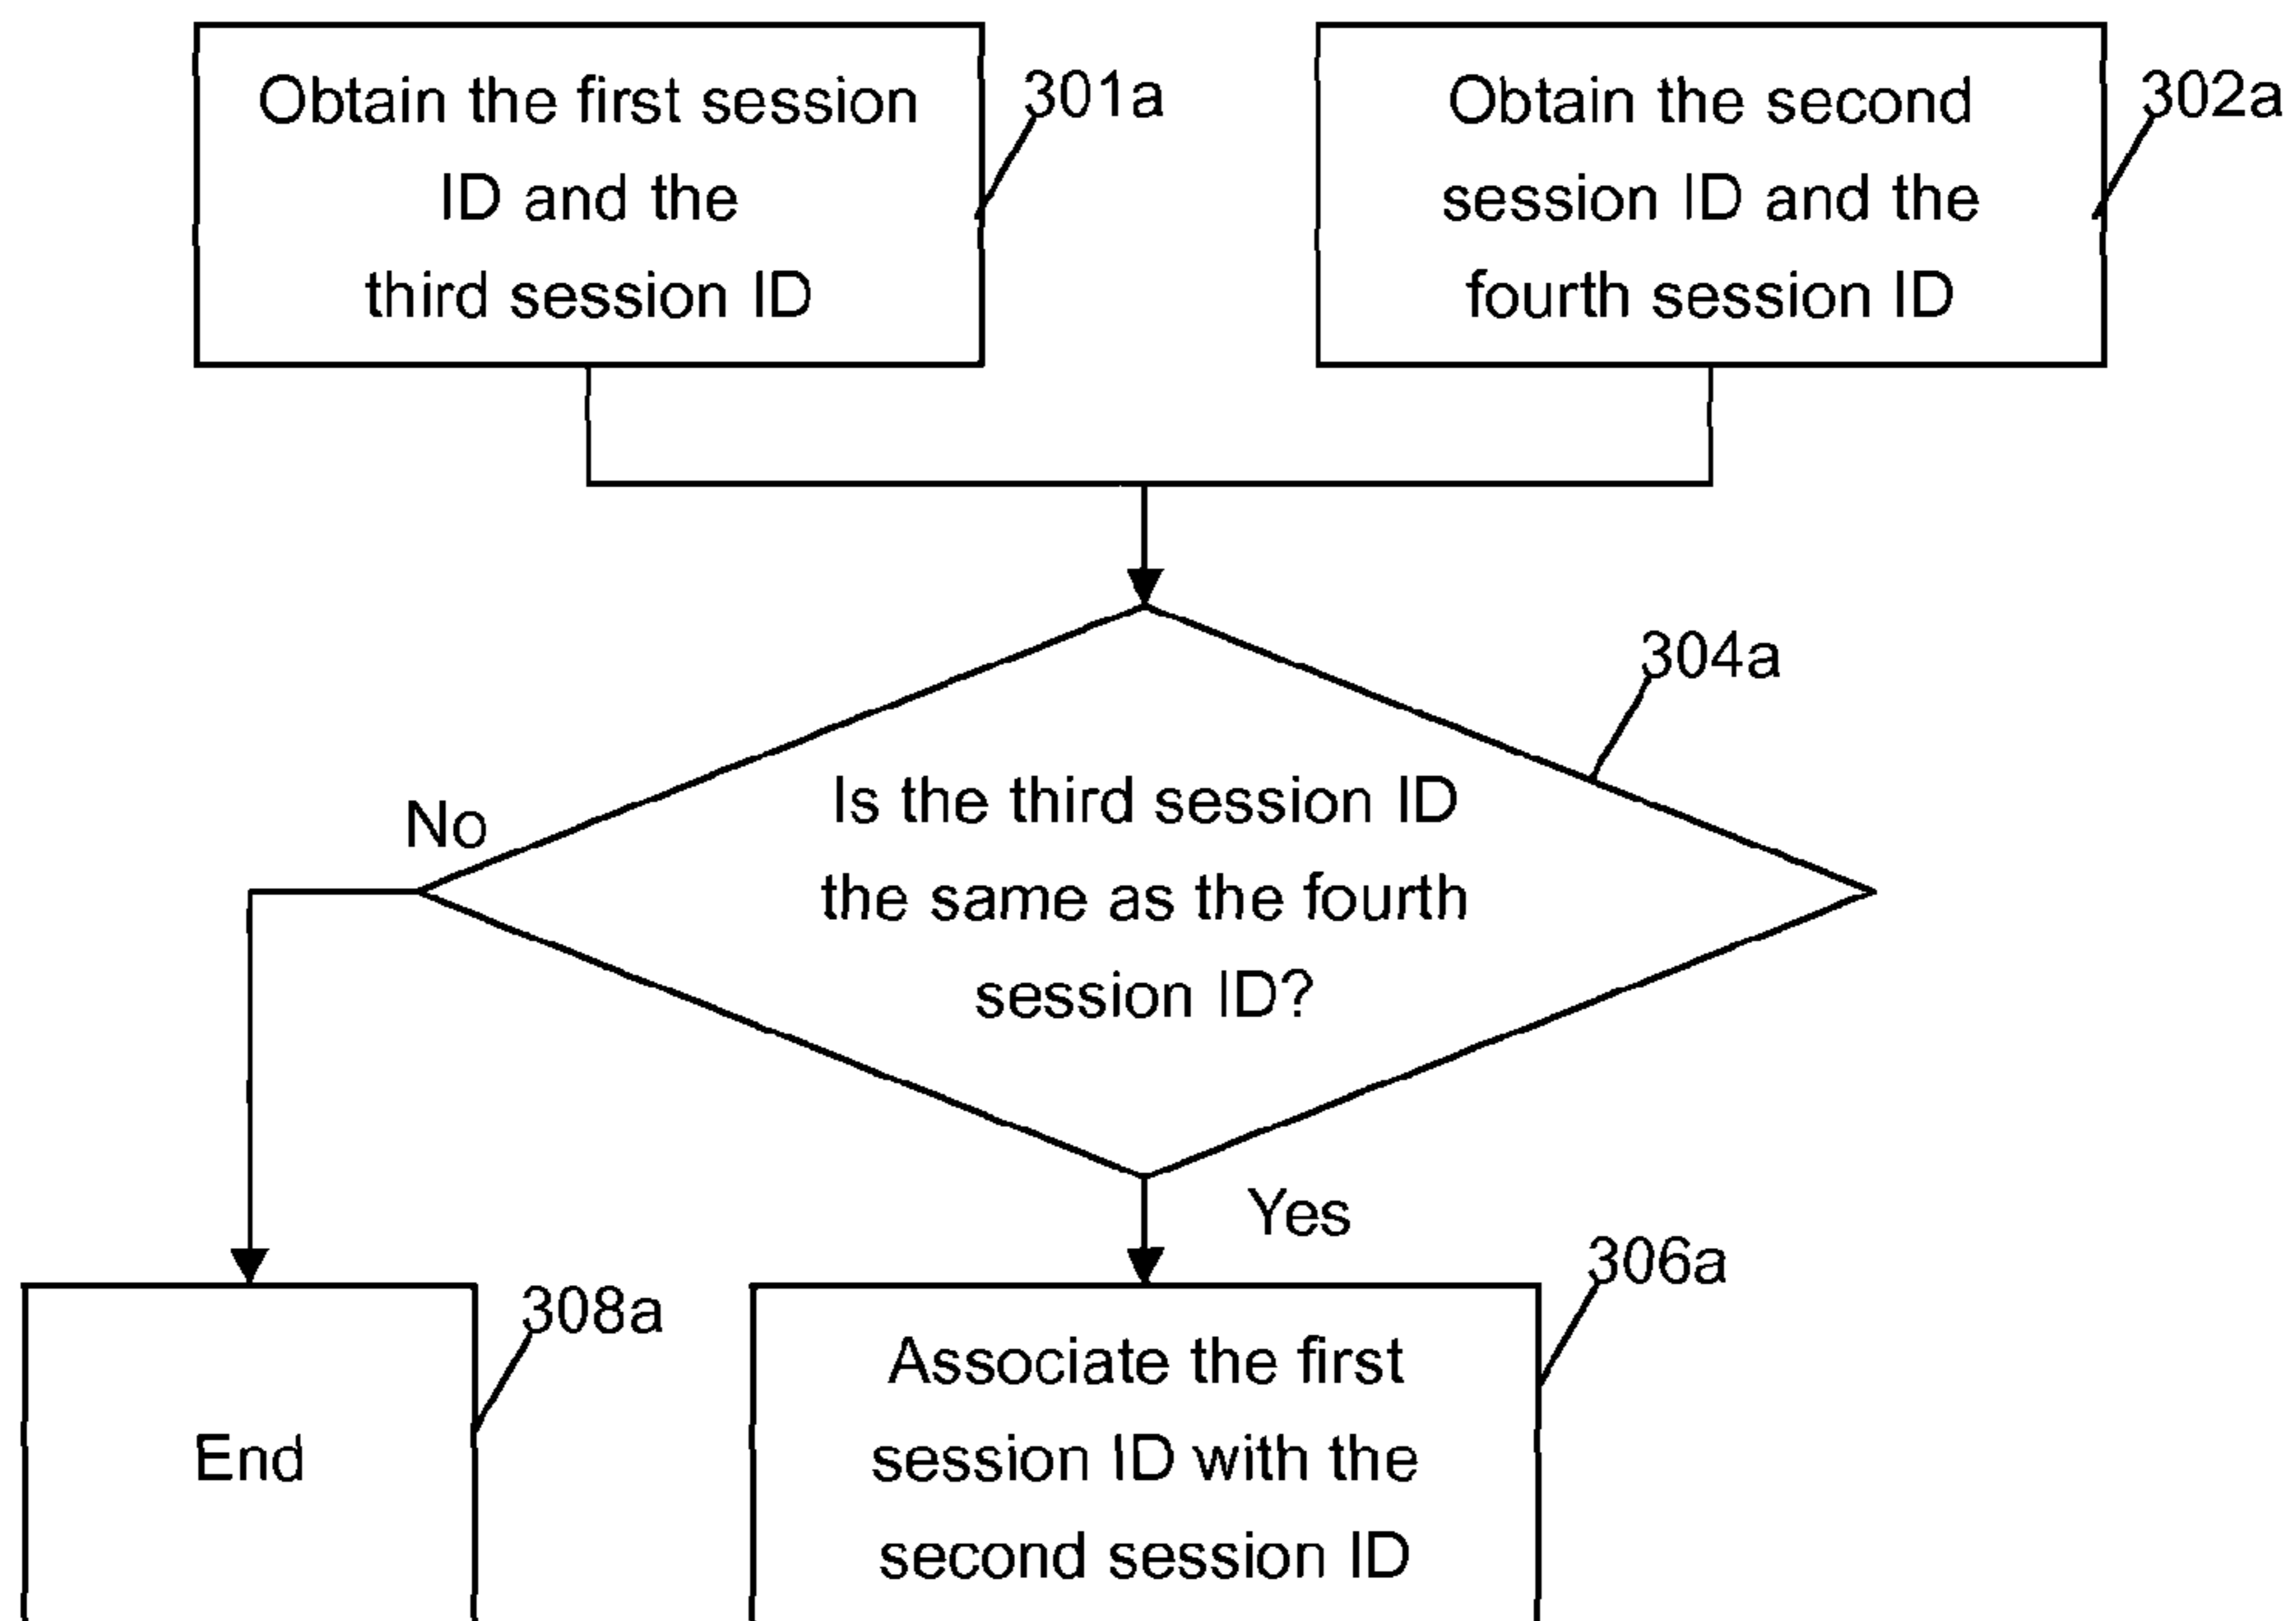 Obtain the first session
ID and the
third session ID
301a
Obtain the second
session ID and the
fourth session ID
302a
304a
Is the third session ID
the same as the fourth
session ID?
No
Yes
308a
End
306a
Associate the first
session ID with the
second session ID